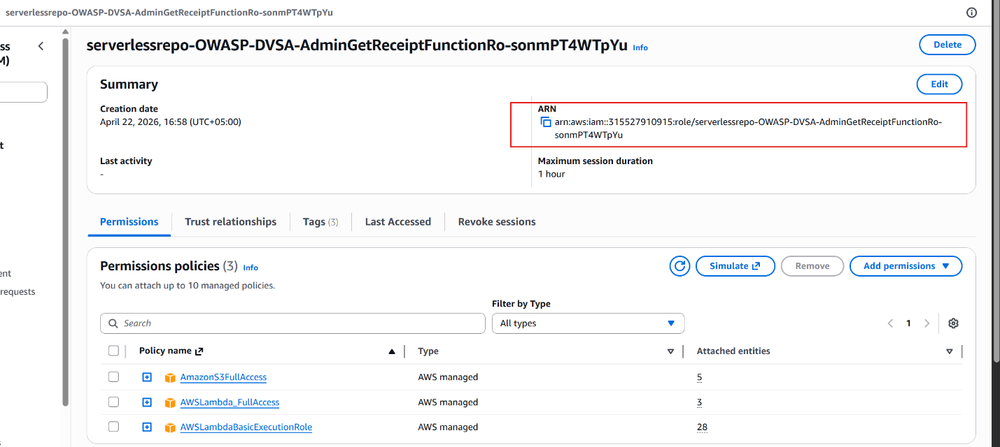 serverlessrepo-OWASP-DVSA-AdminGetReceiptFunctionRo-sonmPT4WTpYu
ss
M)
t
ent
requests
serverlessrepo-OWASP-DVSA-AdminGetReceiptFunctionRo-sonmPT4WTpYu Info
Delete
Summary
Edit
Creation date
April 22, 2026, 16:58 (UTC+05:00)
ARN
arn:aws:iam::315527910915:role/serverlessrepo-OWASP-DVSA-AdminGetReceiptFunctionRo-
sonmPT4WTpYu
Last activity
-
Maximum session duration
1 hour
Permissions Trust relationships Tags (3) Last Accessed Revoke sessions
Permissions policies (3) Info
Simulate Remove Add permissions
You can attach up to 10 managed policies.
Filter by Type
Search
All types
1
Policy name Type Attached entities
AmazonS3FullAccess AWS managed 5
AWSLambda_FullAccess AWS managed 3
AWSLambdaBasicExecutionRole AWS managed 28